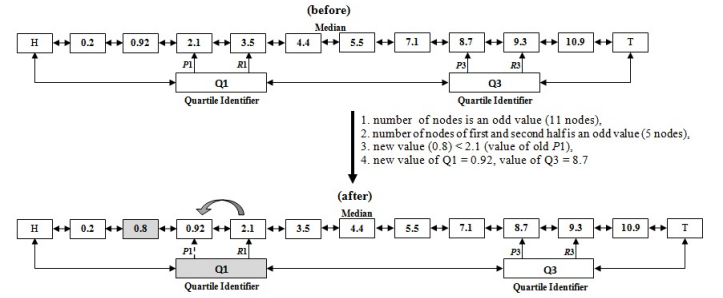 (before)
Median
H 0.2 0.92 2.1 3.5 4.4 5.5 7.1 8.7 9.3 10.9 T
P1 R1 P3 R3
Q1 Q3
Quartile Identifier Quartile Identifier
1. number of nodes is an odd value (11 nodes),
2. number of nodes of first and second half is an odd value (5 nodes),
3. new value (0.8) < 2.1 (value of old P1),
4. new value of Q1 = 0.92, value of Q3 = 8.7
(after)
Median
H 0.2 0.8 0.92 2.1 3.5 4.4 5.5 7.1 8.7 9.3 10.9 T
P1 R1 P3 R3
Q1 Q3
Quartile Identifier Quartile Identifier